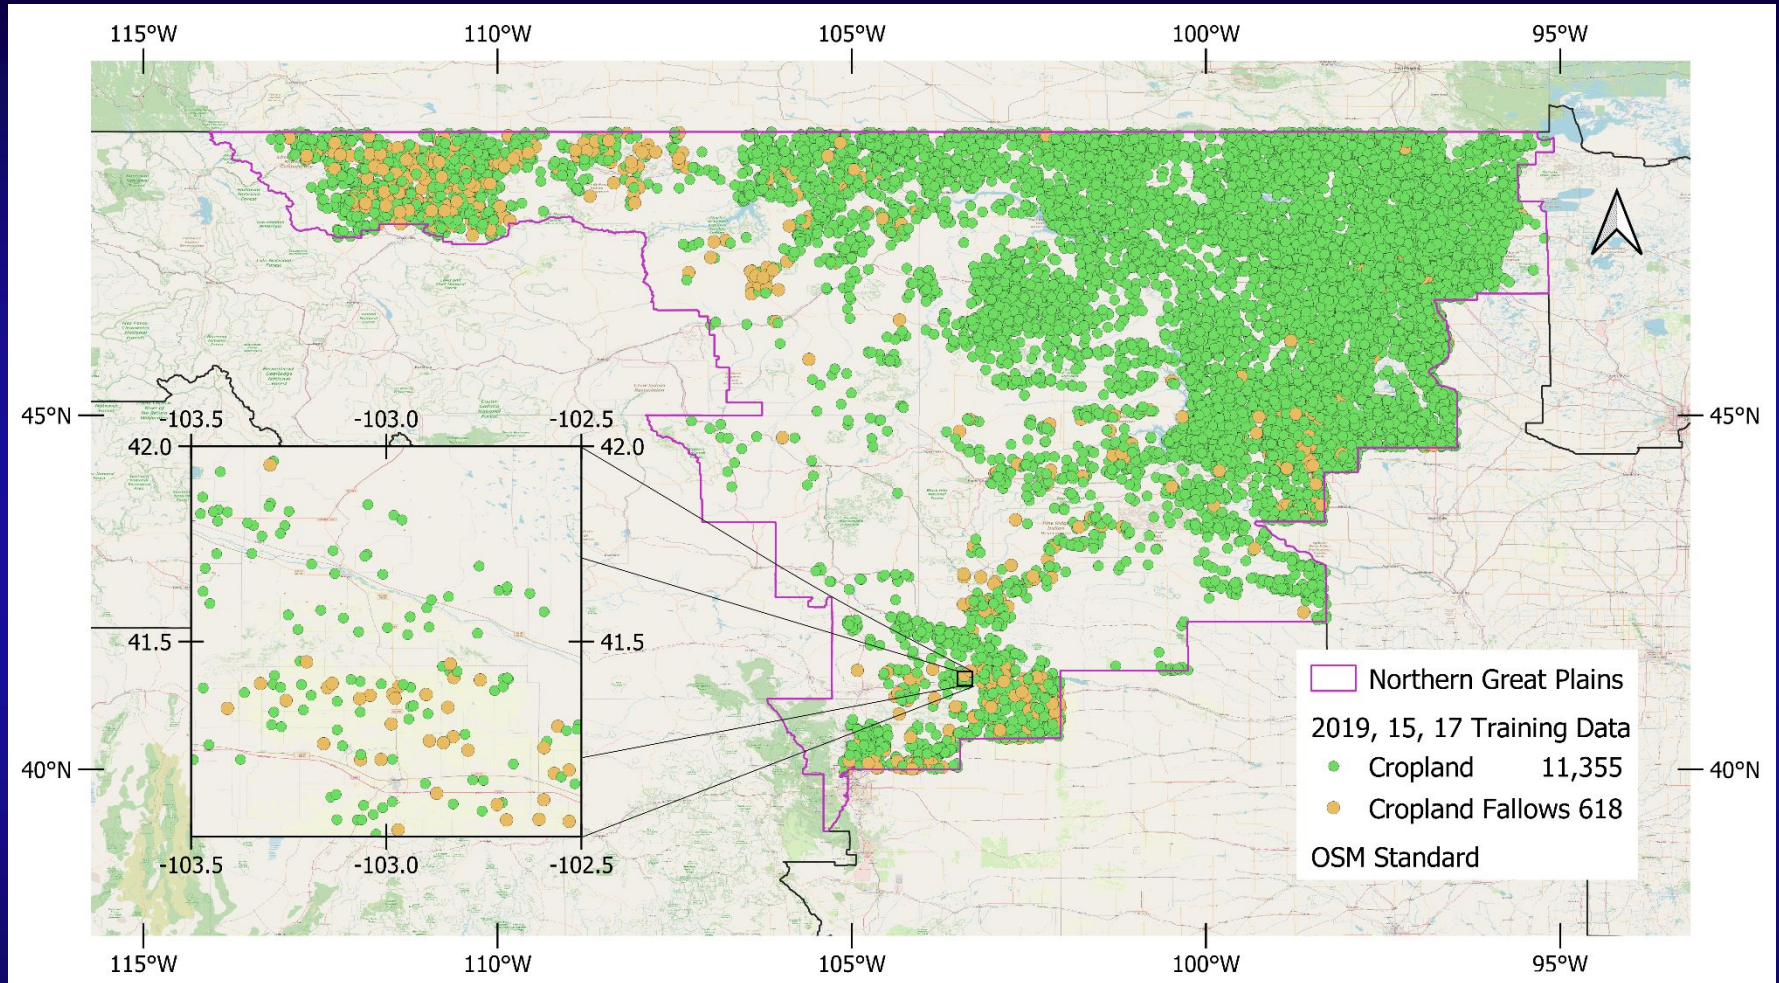 115°W 110°W 105°W 100°W 95°W
45°N 45°N
-103.5 -103.0 -102.5
42.0 42.0
41.5 41.5
40°N 40°N
-103.5 -103.0 -102.5
Northern Great Plains
2019, 15, 17 Training Data
Cropland 11,355
Cropland Fallows 618
OSM Standard
115°W 110°W 105°W 100°W 95°W